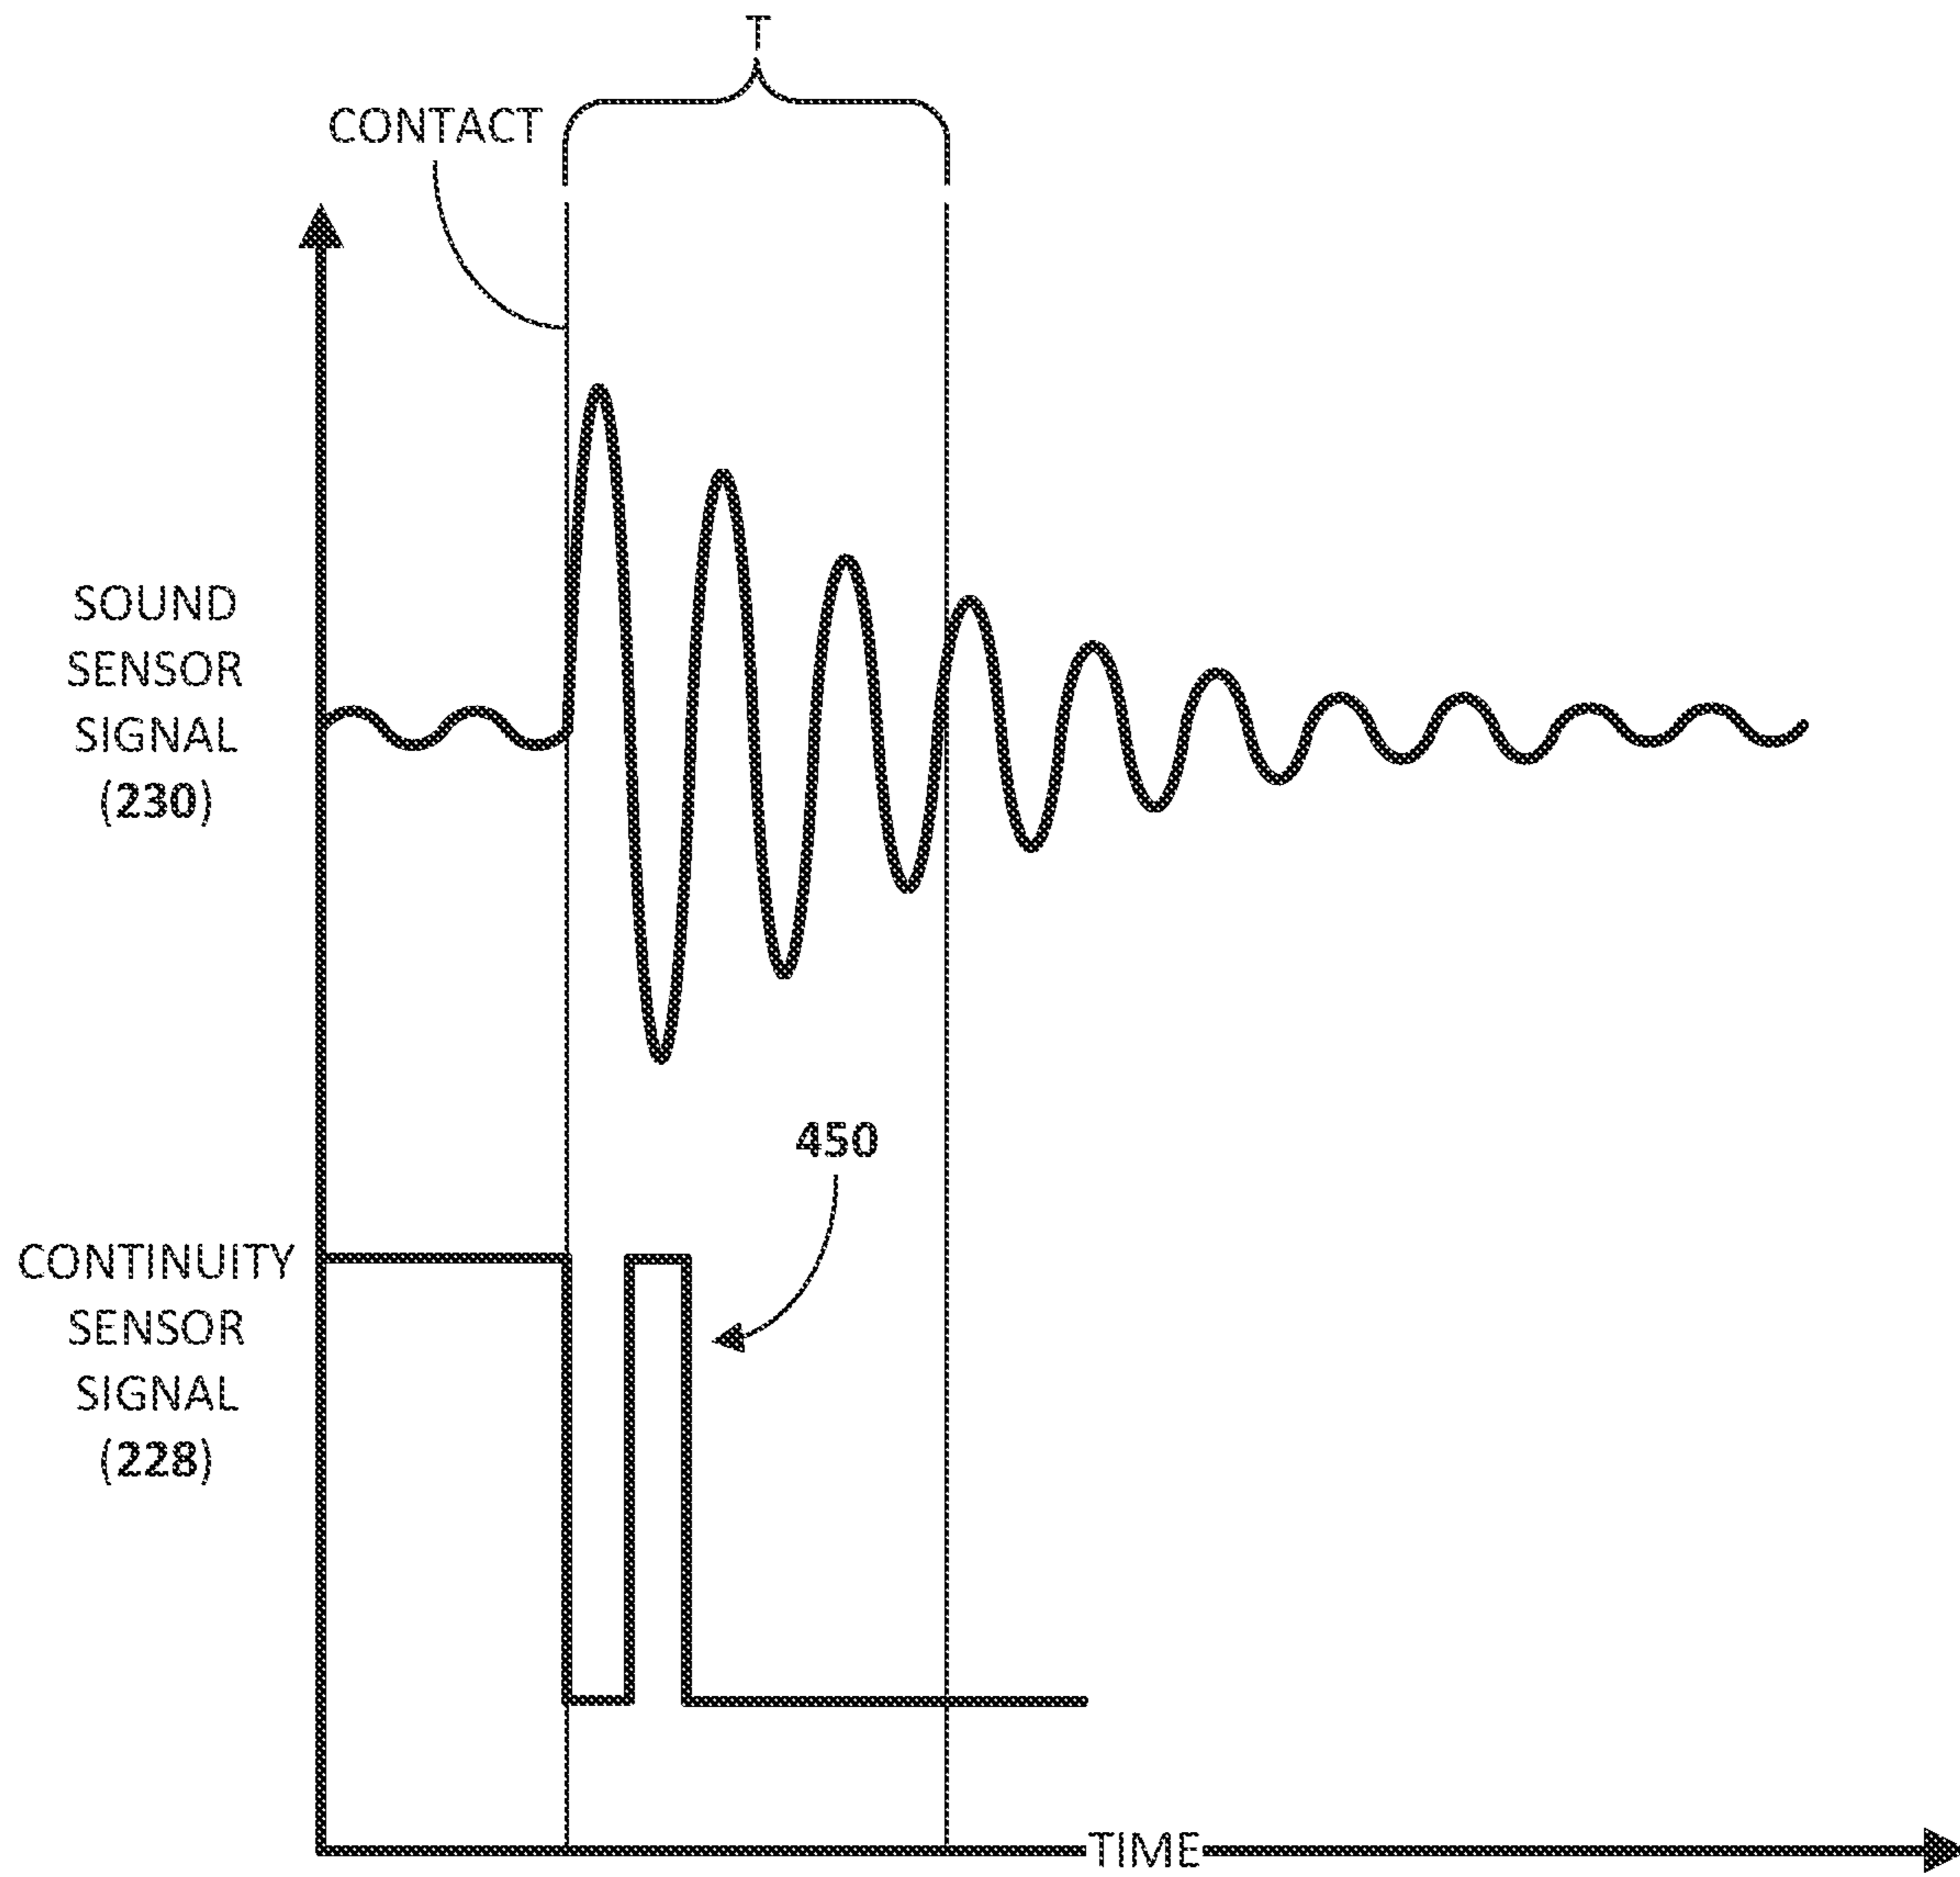 T
CONTACT
SOUND
SENSOR
SIGNAL
(230)
450
CONTINUITY
SENSOR
SIGNAL
(228)
TIME